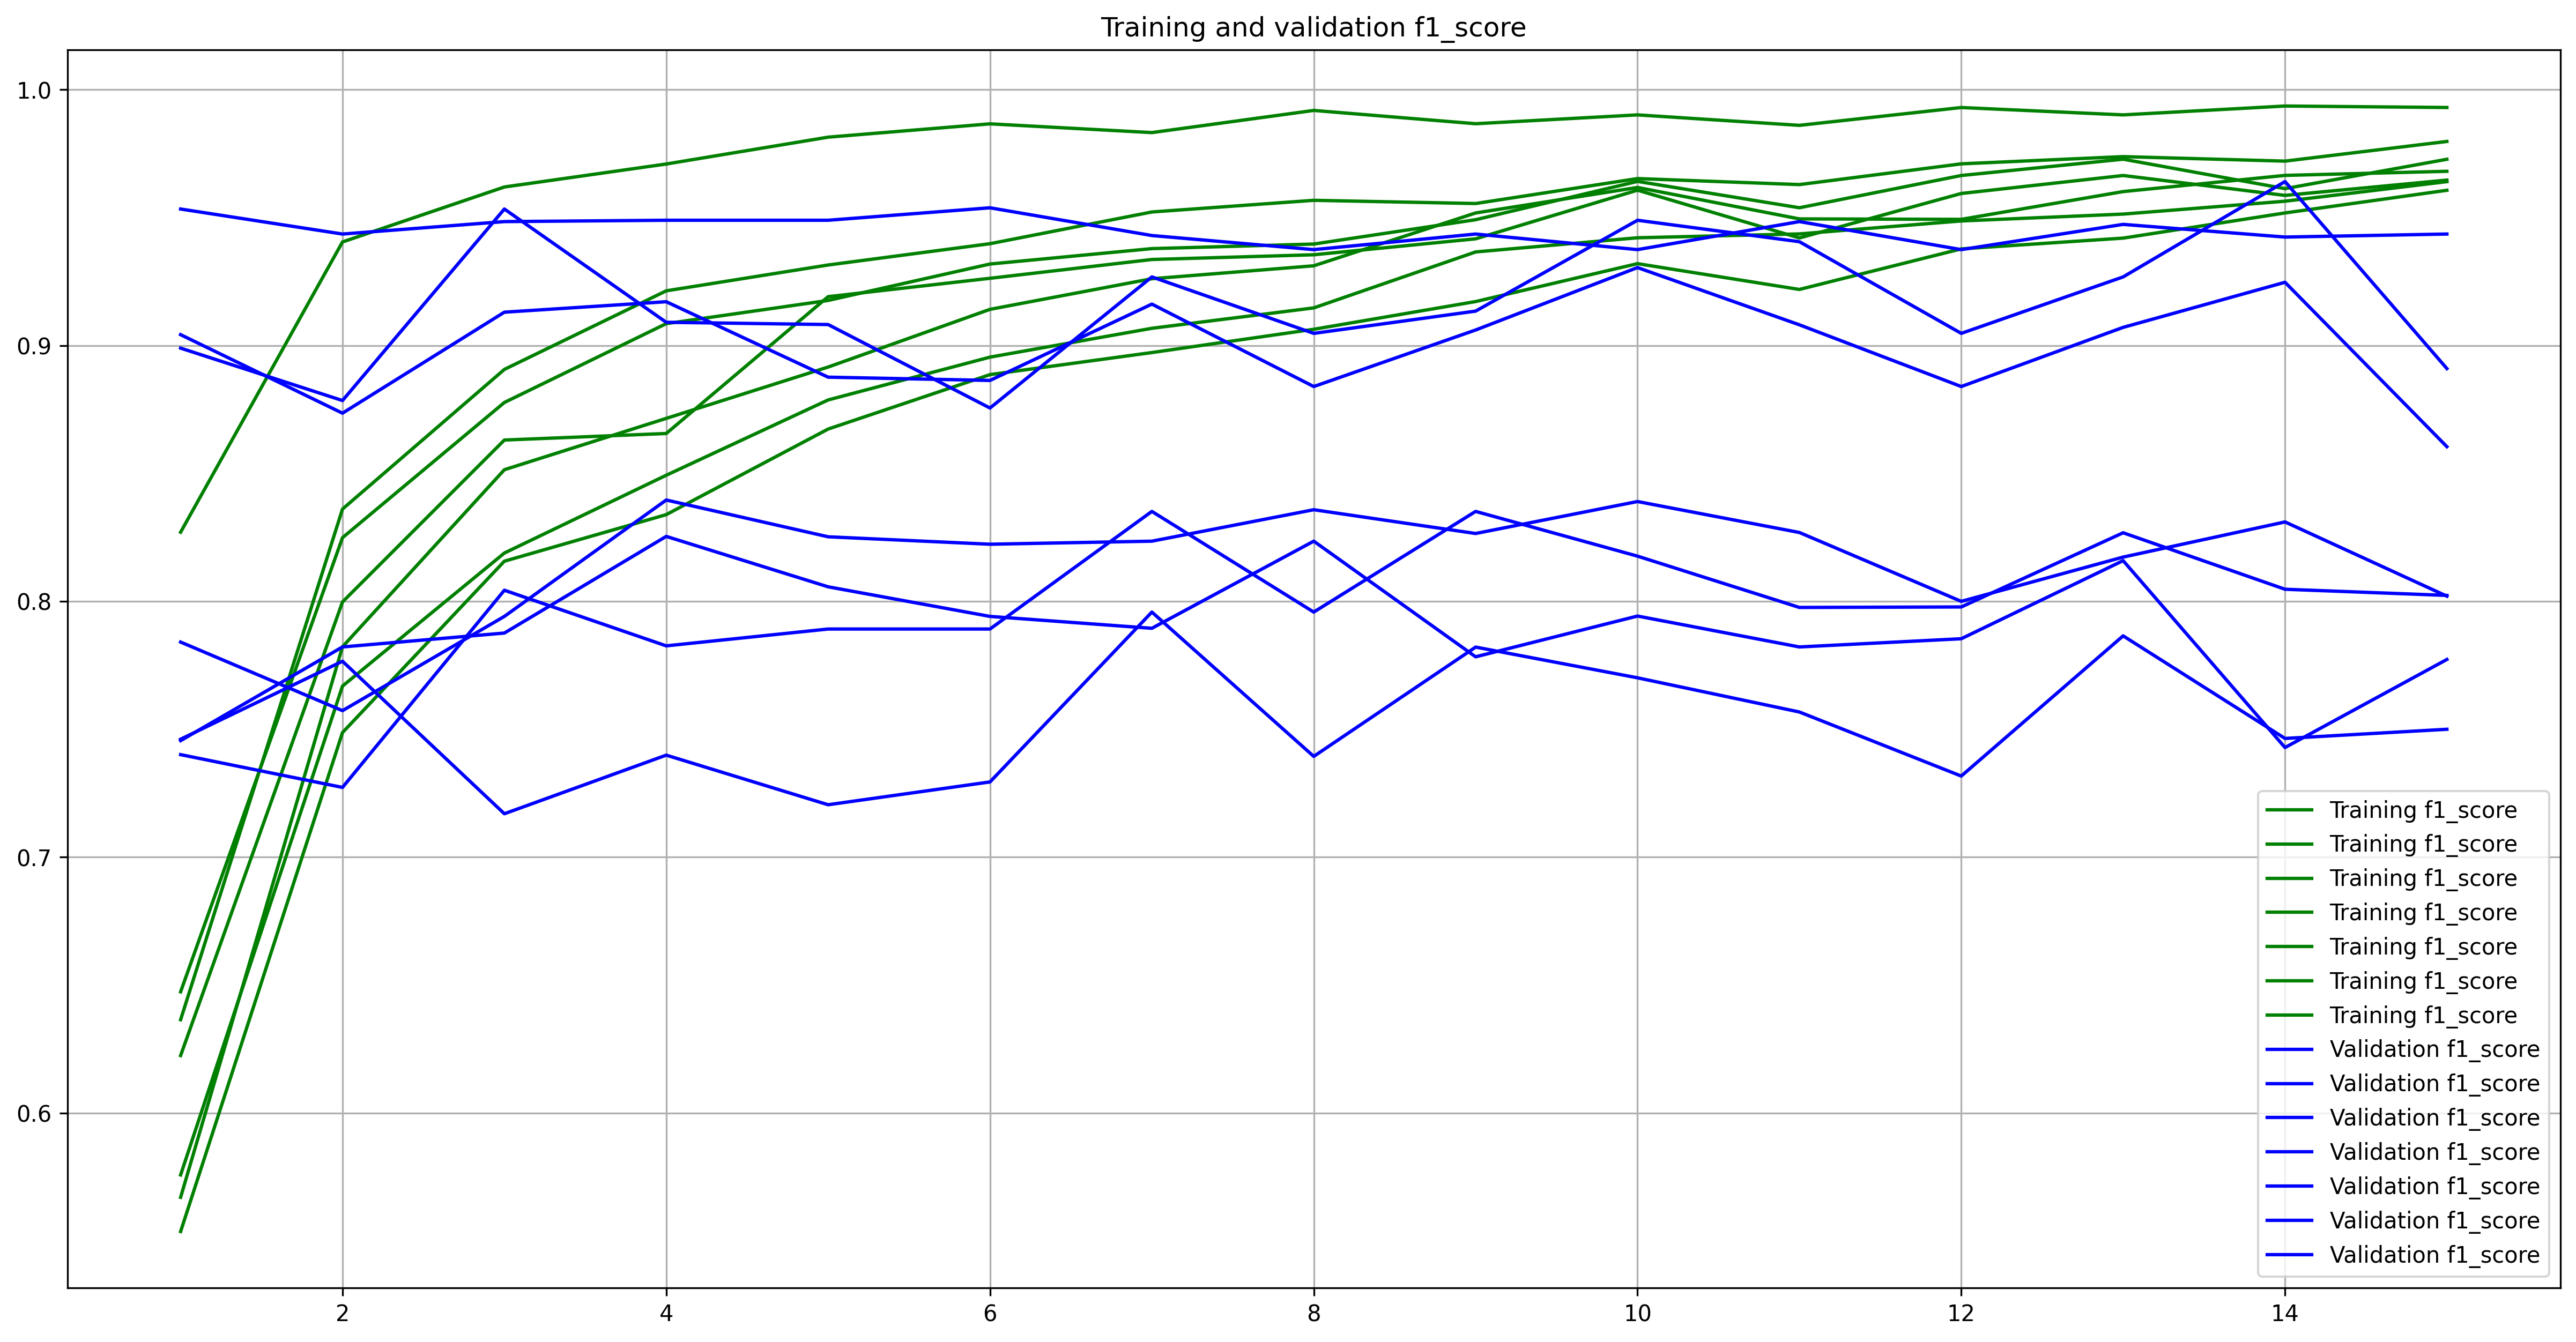 Training and validation f1_score
1.0
0.9
0.8
0.7
0.6
2 4 6 8 10 12 14
Training f1_score
Training f1_score
Training f1_score
Training f1_score
Training f1_score
Training f1_score
Training f1_score
Validation f1_score
Validation f1_score
Validation f1_score
Validation f1_score
Validation f1_score
Validation f1_score
Validation f1_score